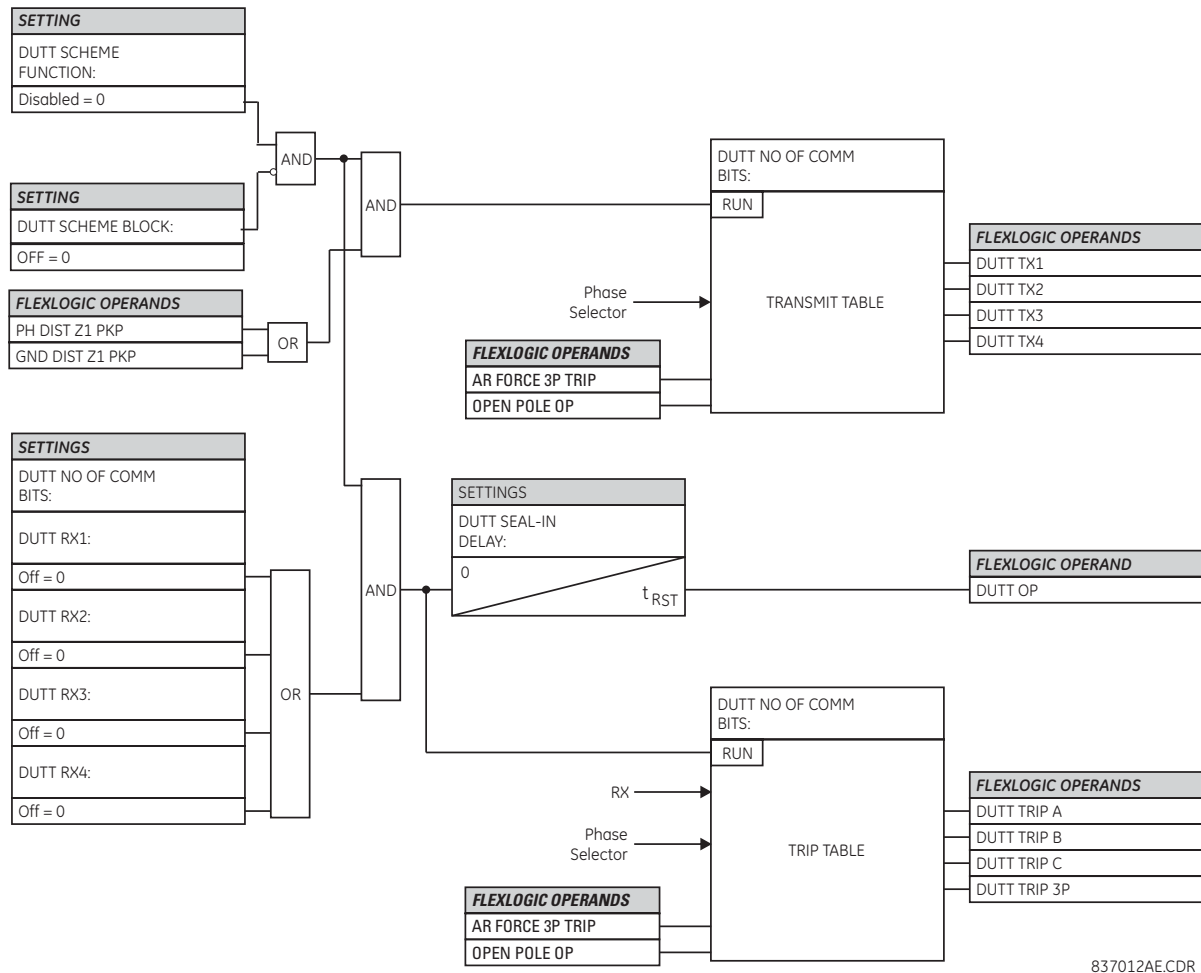 SETTING
DUTT SCHEME
FUNCTION:
Disabled = 0
AND
SETTING
DUTT SCHEME BLOCK:
OFF = 0
AND
FLEXLOGIC OPERANDS
PH DIST Z1 PKP
GND DIST Z1 PKP
OR
DUTT NO OF COMM
BITS:
RUN
Phase
Selector
TRANSMIT TABLE
FLEXLOGIC OPERANDS
AR FORCE 3P TRIP
OPEN POLE OP
FLEXLOGIC OPERANDS
DUTT TX1
DUTT TX2
DUTT TX3
DUTT TX4
SETTINGS
DUTT NO OF COMM
BITS:
DUTT RX1:
Off = 0
DUTT RX2:
Off = 0
DUTT RX3:
Off = 0
DUTT RX4:
Off = 0
OR
AND
SETTINGS
DUTT SEAL-IN
DELAY:
0
tRST
FLEXLOGIC OPERAND
DUTT OP
DUTT NO OF COMM
BITS:
RUN
RX
Phase
Selector
TRIP TABLE
FLEXLOGIC OPERANDS
AR FORCE 3P TRIP
OPEN POLE OP
FLEXLOGIC OPERANDS
DUTT TRIP A
DUTT TRIP B
DUTT TRIP C
DUTT TRIP 3P
837012AE.CDR